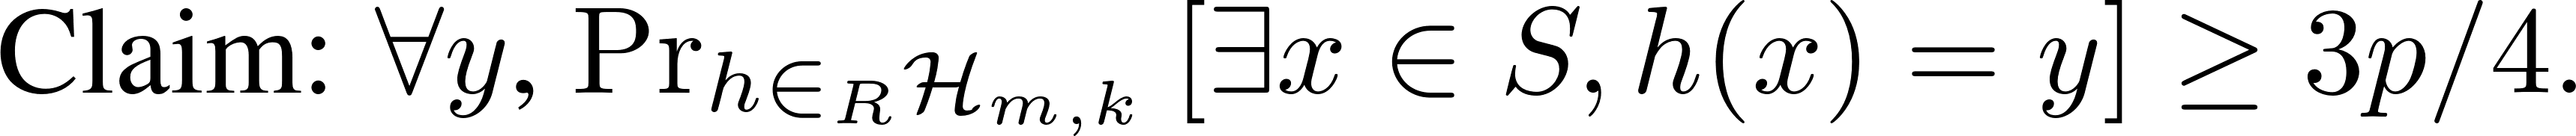 Claim: ∀y, Pr_{h∈_R ℋ_{m,k}} [∃x ∈ S, h(x) = y] ≥ 3p/4.